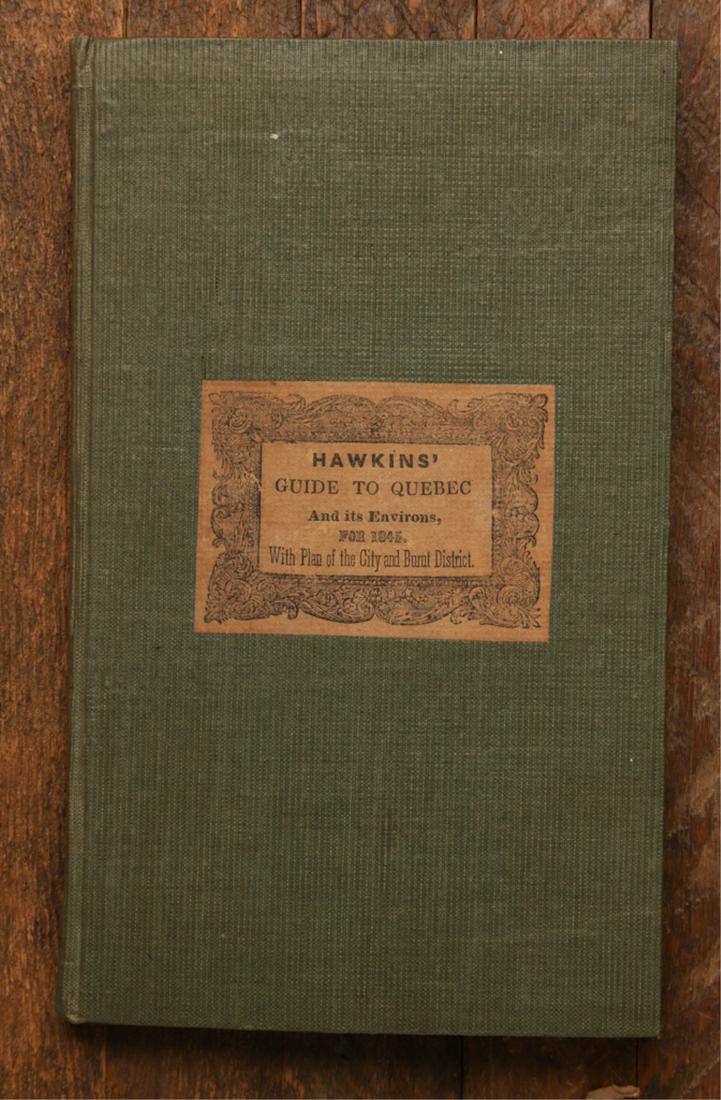 HAWKINS'
GUIDE TO QUEBEC
And its Environs,
FOR 1845.
With Plan of the City and Burnt District.